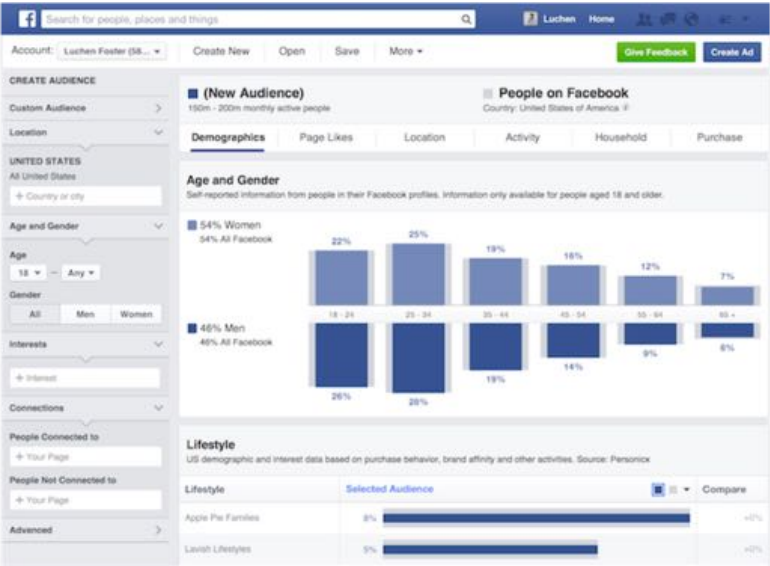 f
Search for people, places and things
Luchen
Home
Account:
Luchen Foster (58...
Create New
Open
Save
More
Give Feedback
Create Ad
CREATE AUDIENCE
Custom Audience
Location
UNITED STATES
All United States
+ Country or city
Age and Gender
Age
18 - Any
Gender
All Men Women
Interests
+ Interest
Connections
People Connected to
+ Your Page
People Not Connected to
+ Your Page
Advanced
(New Audience)
150m - 200m monthly active people
People on Facebook
Country: United States of America
Demographics Page Likes Location Activity Household Purchase
Age and Gender
Self-reported information from people in their Facebook profiles. Information only available for people aged 18 and older.
54% Women
54% All Facebook
22% 25% 19% 16% 12% 7%
18 - 24 25 - 34 35 - 44 45 - 54 55 - 64 65 +
46% Men
46% All Facebook
26% 28% 19% 14% 9% 6%
Lifestyle
US demographic and interest data based on purchase behavior, brand affinity and other activities. Source: Personicx
Lifestyle Selected Audience Compare
Apple Pie Families 8% +0%
Lavish Lifestyles 5% +0%